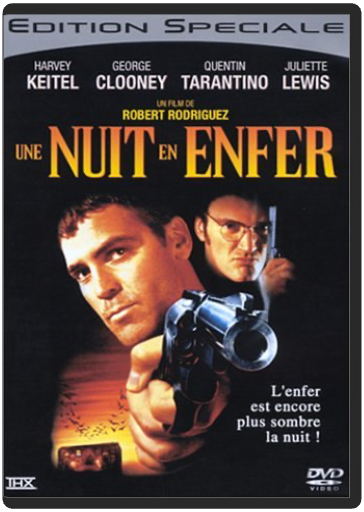 EDITION SPECIALE
HARVEY GEORGE QUENTIN JULIETTE
KEITEL CLOONEY TARANTINO LEWIS
UN FILM DE
ROBERT RODRIGUEZ
UNE NUIT EN ENFER
L'enfer
est encore
plus sombre
la nuit !
THX
DVD
VIDEO